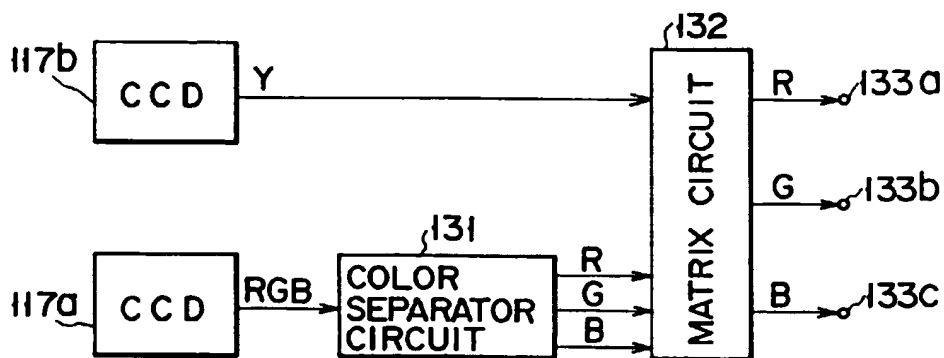 132
117b
CCD
Y
R
133a
MATRIX CIRCUIT
G
133b
131
117a
CCD
RGB
COLOR
SEPARATOR
CIRCUIT
R
G
B
B
133c